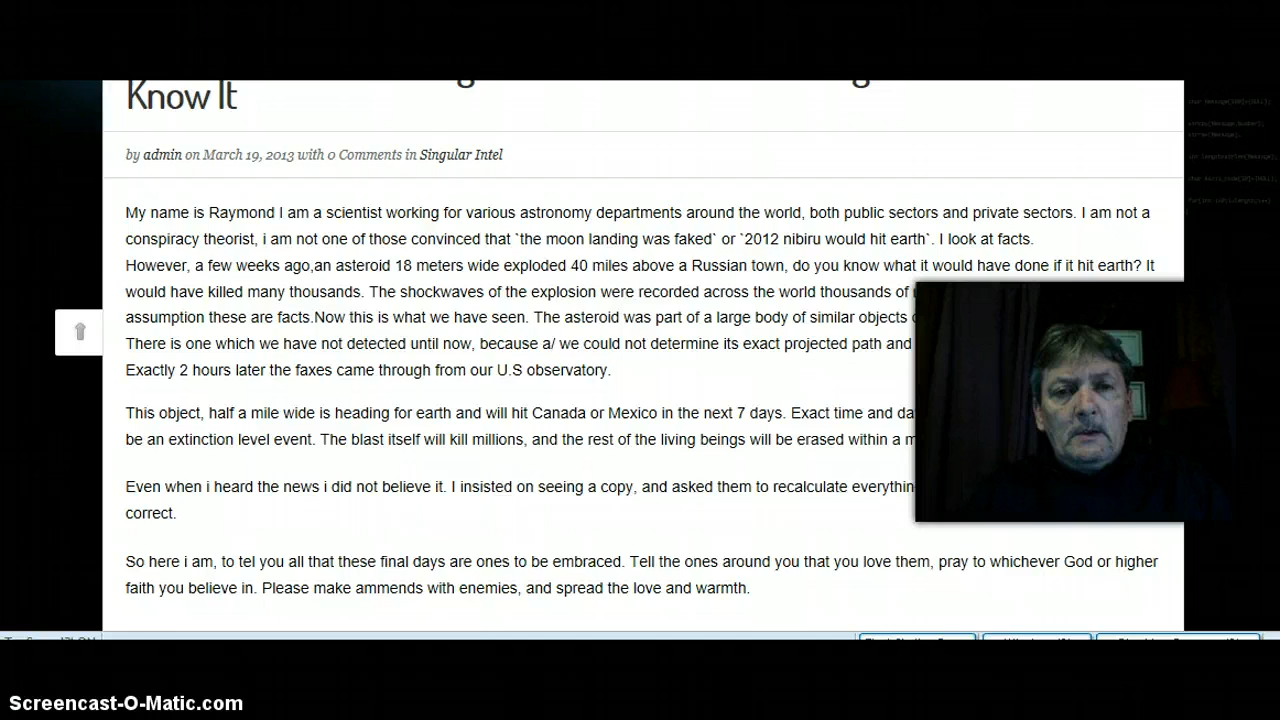 Know It
by admin on March 19, 2013 with 0 Comments in Singular Intel
My name is Raymond I am a scientist working for various astronomy departments around the world, both public sectors and private sectors. I am not a
conspiracy theorist, i am not one of those convinced that `the moon landing was faked` or `2012 nibiru would hit earth`. I look at facts.
However, a few weeks ago,an asteroid 18 meters wide exploded 40 miles above a Russian town, do you know what it would have done if it hit earth? It
would have killed many thousands. The shockwaves of the explosion were recorded across the world thousands of
assumption these are facts.Now this is what we have seen. The asteroid was part of a large body of similar objects
There is one which we have not detected until now, because a/ we could not determine its exact projected path and
Exactly 2 hours later the faxes came through from our U.S observatory.
This object, half a mile wide is heading for earth and will hit Canada or Mexico in the next 7 days. Exact time and
be an extinction level event. The blast itself will kill millions, and the rest of the living beings will be erased within a
Even when i heard the news i did not believe it. I insisted on seeing a copy, and asked them to recalculate
correct.
So here i am, to tel you all that these final days are ones to be embraced. Tell the ones around you that you love them, pray to whichever God or higher
faith you believe in. Please make ammends with enemies, and spread the love and warmth.
Screencast-O-Matic.com